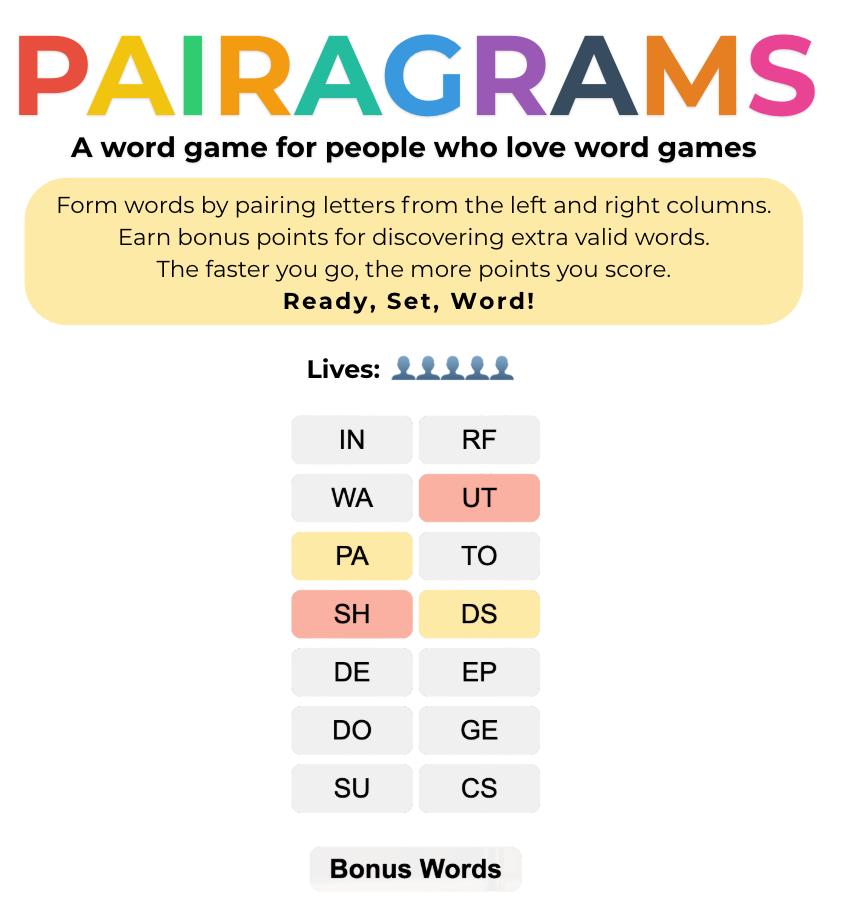 PAIRAGRAMS
A word game for people who love word games
Form words by pairing letters from the left and right columns.
Earn bonus points for discovering extra valid words.
The faster you go, the more points you score.
Ready, Set, Word!
Lives:
IN RF
WA UT
PA TO
SH DS
DE EP
DO GE
SU CS
Bonus Words